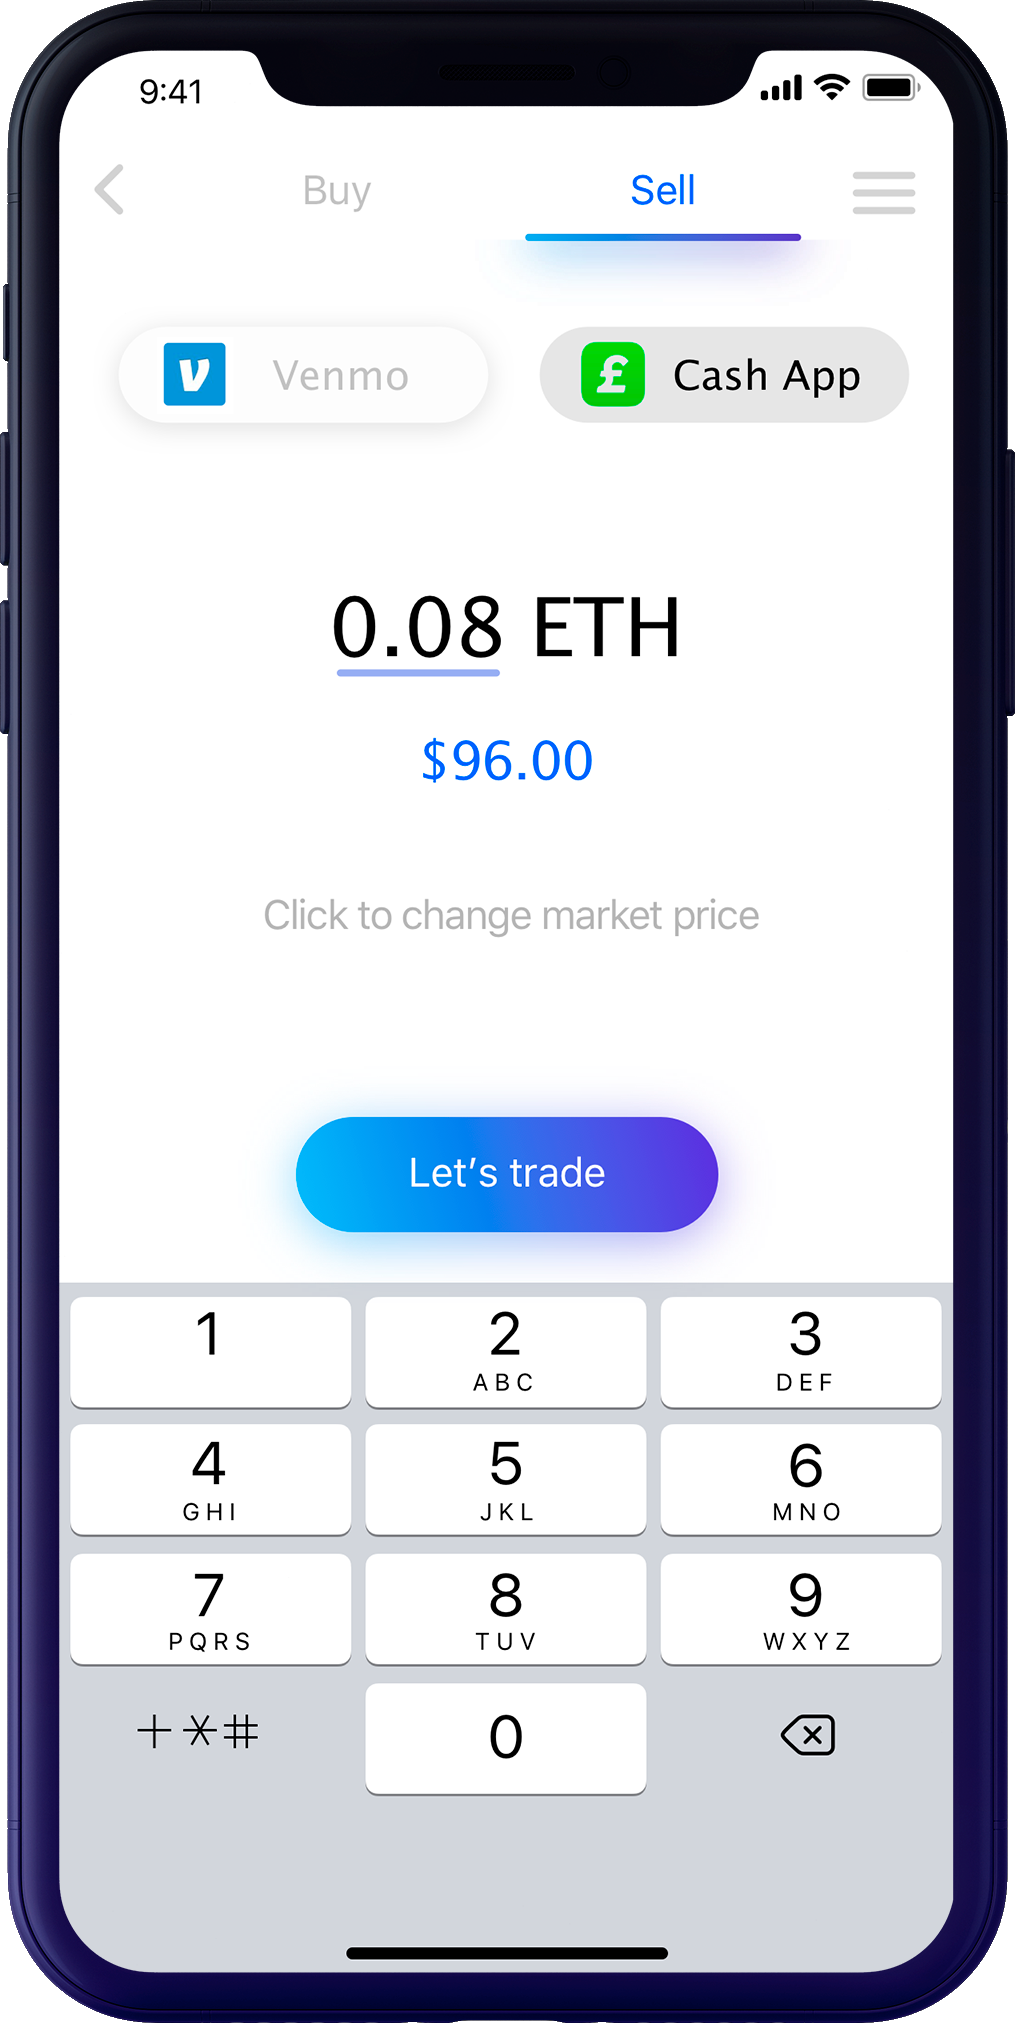 9:41
Buy Sell
Venmo £ Cash App
0.08 ETH
$96.00
Click to change market price
Let’s trade
1 2 3
ABC DEF
4 5 6
GHI JKL MNO
7 8 9
PQRS TUV WXYZ
+*# 0